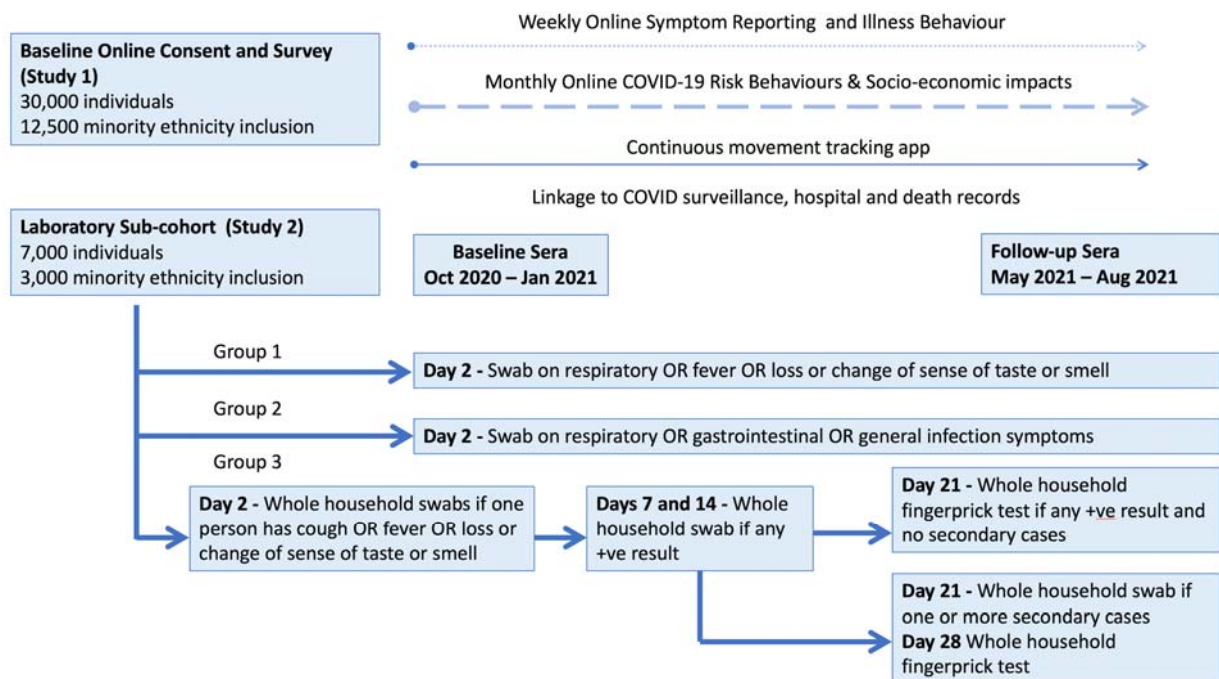 Baseline Online Consent and Survey
(Study 1)
30,000 individuals
12,500 minority ethnicity inclusion
Weekly Online Symptom Reporting and Illness Behaviour
Monthly Online COVID-19 Risk Behaviours & Socio-economic impacts
Continuous movement tracking app
Linkage to COVID surveillance, hospital and death records
Laboratory Sub-cohort (Study 2)
7,000 individuals
3,000 minority ethnicity inclusion
Baseline Sera
Oct 2020 – Jan 2021
Follow-up Sera
May 2021 – Aug 2021
Group 1
Day 2 - Swab on respiratory OR fever OR loss or change of sense of taste or smell
Group 2
Day 2 - Swab on respiratory OR gastrointestinal OR general infection symptoms
Group 3
Day 2 - Whole household swabs if one
person has cough OR fever OR loss or
change of sense of taste or smell
Days 7 and 14 - Whole
household swab if any
+ve result
Day 21 - Whole household
fingerprick test if any +ve result and
no secondary cases
Day 21 - Whole household swab if
one or more secondary cases
Day 28 Whole household
fingerprick test